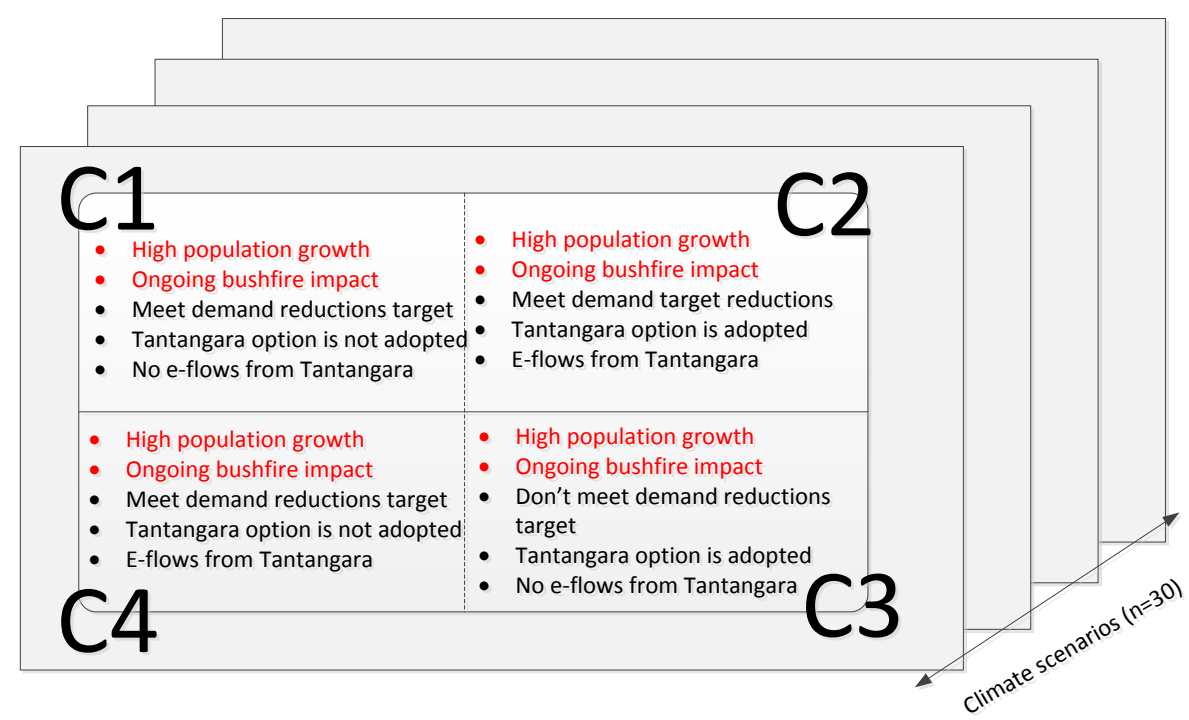 C1
• High population growth
• Ongoing bushfire impact
• Meet demand reductions target
• Tantangara option is not adopted
• No e-flows from Tantangara
C2
• High population growth
• Ongoing bushfire impact
• Meet demand target reductions
• Tantangara option is adopted
• E-flows from Tantangara
• High population growth
• Ongoing bushfire impact
• Meet demand reductions target
• Tantangara option is not adopted
• E-flows from Tantangara
C4
• High population growth
• Ongoing bushfire impact
• Don’t meet demand reductions
target
• Tantangara option is adopted
• No e-flows from Tantangara
C3
Climate scenarios (n=30)